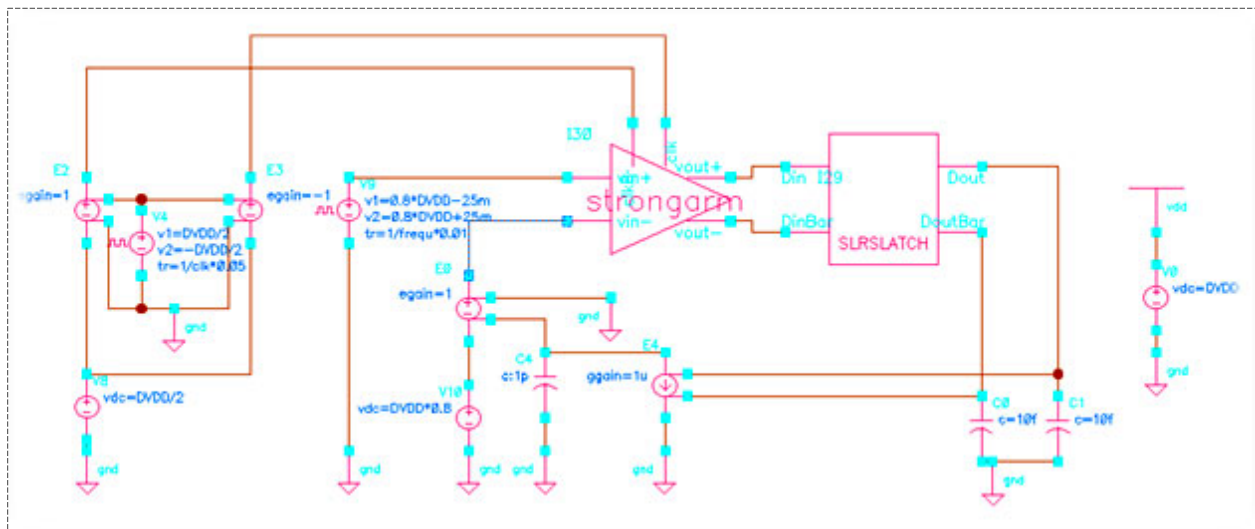 E2
egain=1
V4
v1=DVDD/2
v2=-DVDD/2
tr=1/clk*0.05
gnd
E3
egain=-1
V8
vdc=DVDD/2
gnd
V9
v1=0.8*DVDD-25m
v2=0.8*DVDD+25m
tr=1/frequ*0.01
gnd
I30
clk
vin+
strongarm
vin-
vout+
vout-
E0
egain=1
gnd
V10
vdc=DVDD*0.8
gnd
C4
c:1p
gnd
E4
ggain=1u
gnd
Din
I29
Dout
DinBar
DoutBar
SLRSLATCH
C0
c=10f
C1
c=10f
gnd
vdd
V0
vdc=DVDD
gnd